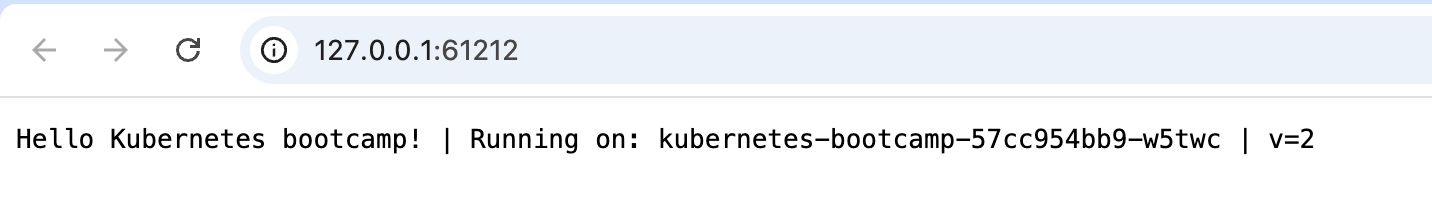 127.0.0.1:61212
Hello Kubernetes bootcamp! | Running on: kubernetes-bootcamp-57cc954bb9-w5twc | v=2